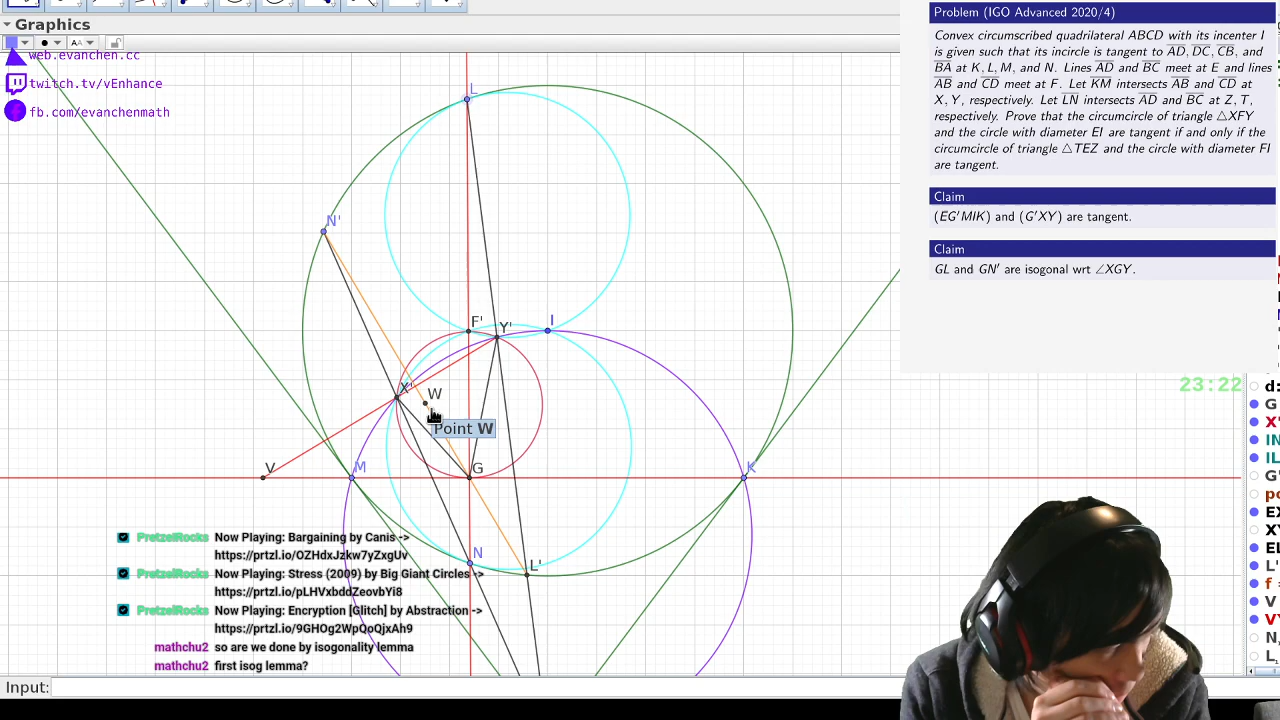 Graphics
web.evanchen.cc
twitch.tv/vEnhance
fb.com/evanchenmath
Problem (IGO Advanced 2020/4)
Convex circumscribed quadrilateral ABCD with its incenter I
is given such that its incircle is tangent to AD, DC, CB, and
BA at K, L, M, and N. Lines AD and BC meet at E and lines
AB and CD meet at F. Let KM intersects AB and CD at
X, Y, respectively. Let LN intersects AD and BC at Z, T,
respectively. Prove that the circumcircle of triangle △XFY
and the circle with diameter EI are tangent if and only if the
circumcircle of triangle △TEZ and the circle with diameter FI
are tangent.
Claim
(EG'MIK) and (G'XY) are tangent.
Claim
GL and GN' are isogonal wrt ∠XGY.
23:22
L
N'
F'
Y'
I
X'
W
Point W
V
M
G
K
N
L'
PretzelRocks Now Playing: Bargaining by Canis ->
https://prtzl.io/OZHdxJzkw7yZxgUv
PretzelRocks Now Playing: Stress (2009) by Big Giant Circles ->
https://prtzl.io/pLHVxbddZeovbYi8
PretzelRocks Now Playing: Encryption [Glitch] by Abstraction ->
https://prtzl.io/9GHOg2WpQoQjxAh9
mathchu2 so are we done by isogonality lemma
mathchu2 first isog lemma?
d:
G
X'
IN
IL
G'
po
EX
X'
EL
L'
f =
V
VY
N,
Input: